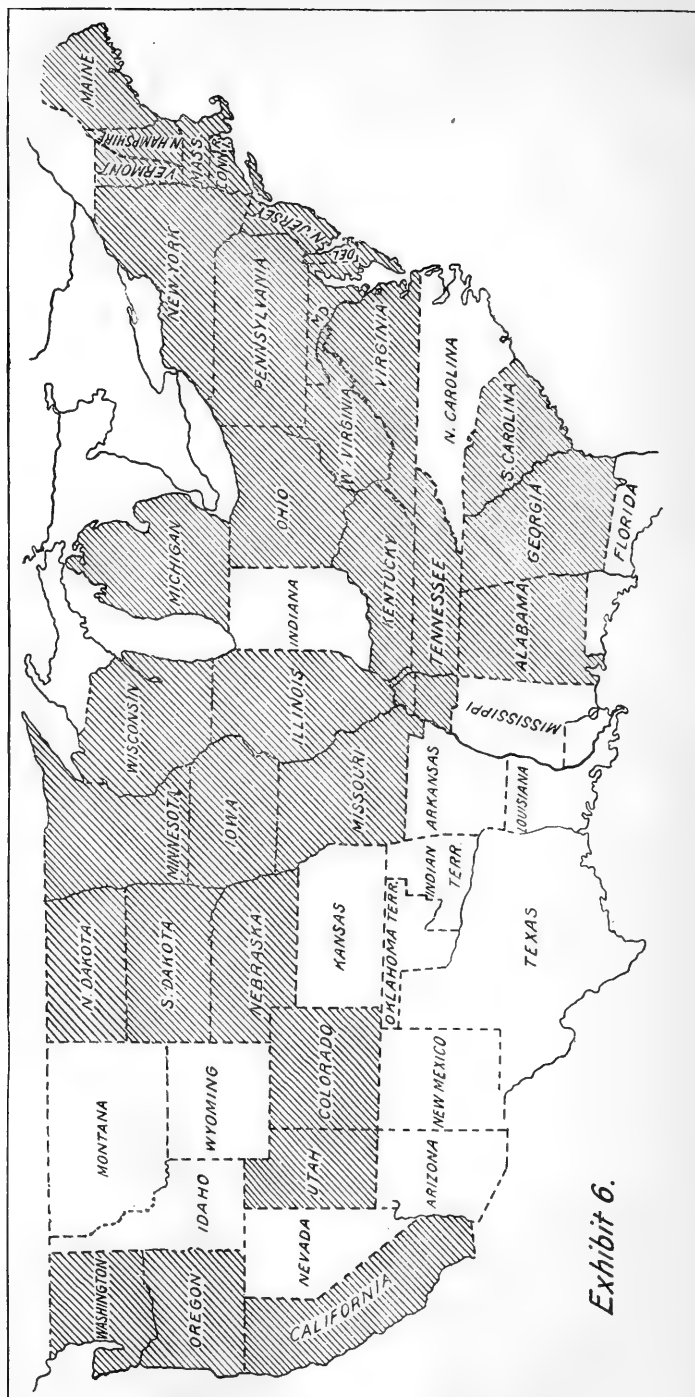 WASHINGTON
OREGON
CALIFORNIA
NEVADA
IDAHO
MONTANA
WYOMING
UTAH
COLORADO
ARIZONA
NEW MEXICO
N. DAKOTA
S. DAKOTA
NEBRASKA
KANSAS
OKLAHOMA TERR.
INDIAN
TERR.
TEXAS
MINNESOTA
IOWA
MISSOURI
ARKANSAS
LOUISIANA
WISCONSIN
ILLINOIS
MICHIGAN
INDIANA
OHIO
KENTUCKY
TENNESSEE
MISSISSIPPI
ALABAMA
GEORGIA
FLORIDA
S. CAROLINA
N. CAROLINA
VIRGINIA
W. VIRGINIA
PENNSYLVANIA
NEW YORK
N. JERSEY
DEL.
VERMONT
N HAMPSHIRE
MASS.
CONN.
MAINE
Exhibit 6.